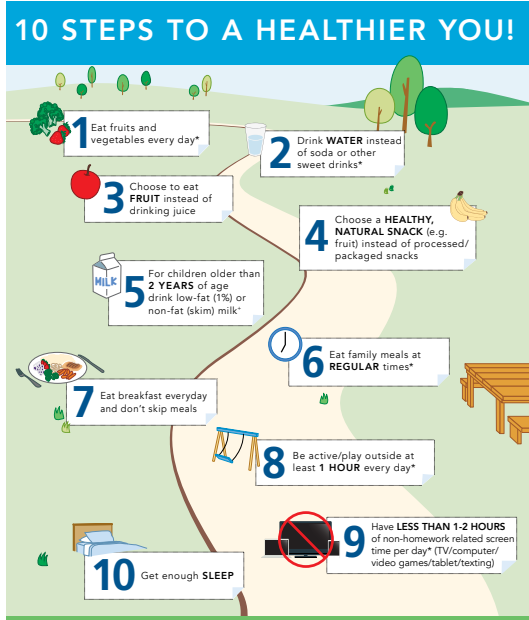 10 STEPS TO A HEALTHIER YOU!
1
Eat fruits and
vegetables every day*
2
Drink WATER instead
of soda or other
sweet drinks*
3
Choose to eat
FRUIT instead of
drinking juice
4
Choose a HEALTHY,
NATURAL SNACK (e.g.
fruit) instead of processed/
packaged snacks
MILK
5
For children older than
2 YEARS of age
drink low-fat (1%) or
non-fat (skim) milk⁺
6
Eat family meals at
REGULAR times*
7
Eat breakfast everyday
and don't skip meals
8
Be active/play outside at
least 1 HOUR every day*
9
Have LESS THAN 1-2 HOURS
of non-homework related screen
time per day* (TV/computer/
video games/tablet/texting)
10
Get enough SLEEP